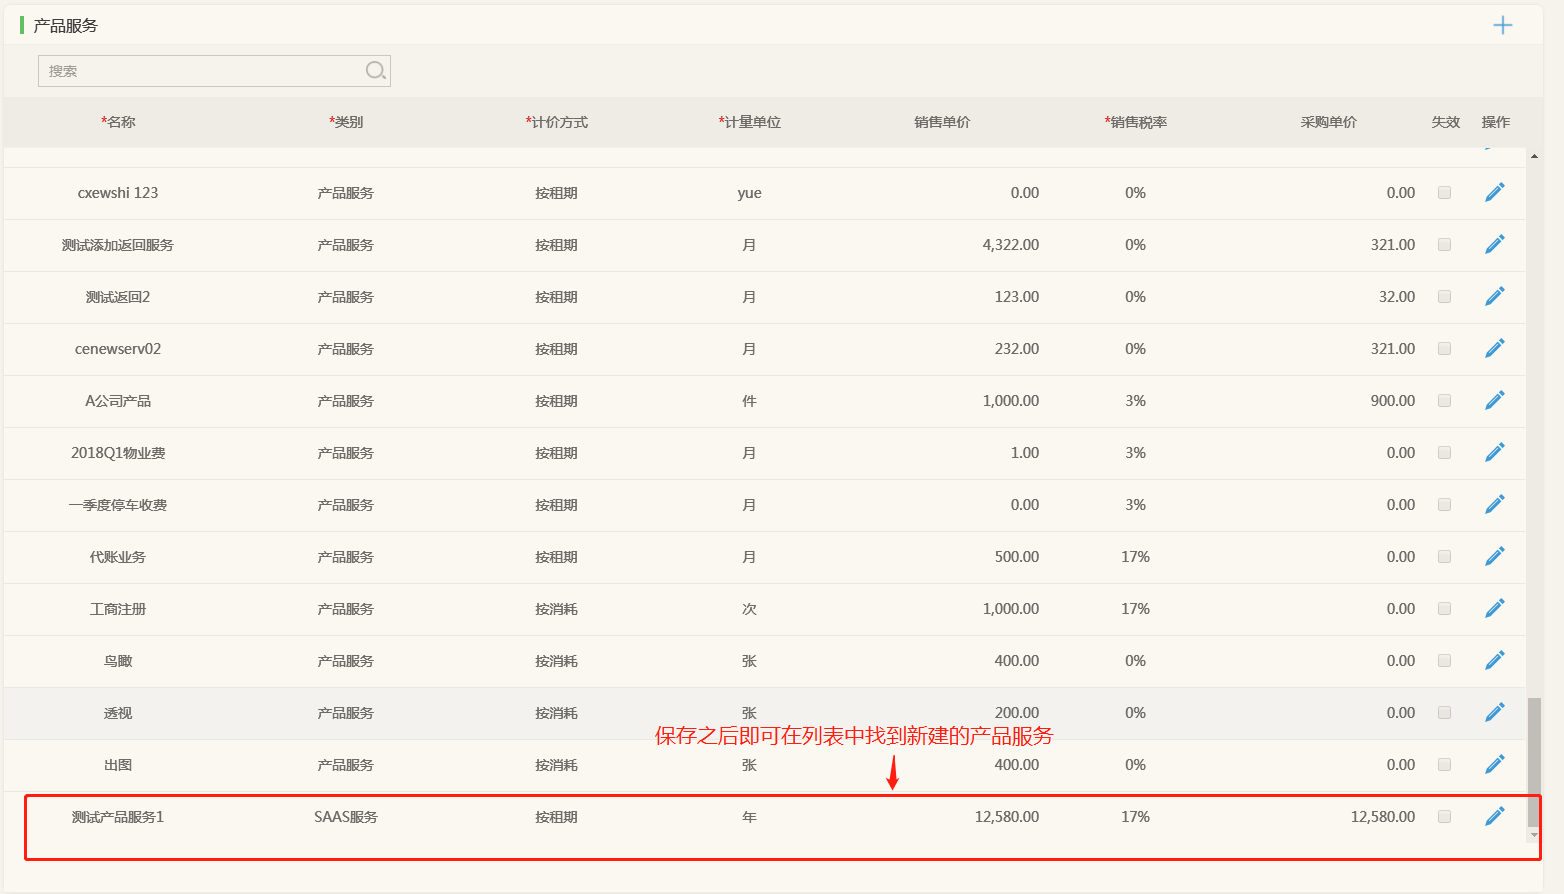 产品服务
搜索
*名称 *类别 *计价方式 *计量单位 销售单价 *销售税率 采购单价 失效 操作
cxewshi 123 产品服务 按租期 yue 0.00 0% 0.00
测试添加返回服务 产品服务 按租期 月 4,322.00 0% 321.00
测试返回2 产品服务 按租期 月 123.00 0% 32.00
cenewserv02 产品服务 按租期 月 232.00 0% 321.00
A公司产品 产品服务 按租期 件 1,000.00 3% 900.00
2018Q1物业费 产品服务 按租期 月 1.00 3% 0.00
一季度停车收费 产品服务 按租期 月 0.00 3% 0.00
代账业务 产品服务 按租期 月 500.00 17% 0.00
工商注册 产品服务 按消耗 次 1,000.00 17% 0.00
鸟瞰 产品服务 按消耗 张 400.00 0% 0.00
透视 产品服务 按消耗 张 200.00 0% 0.00
保存之后即可在列表中找到新建的产品服务
出图 产品服务 按消耗 张 400.00 0% 0.00
测试产品服务1 SAAS服务 按租期 年 12,580.00 17% 12,580.00